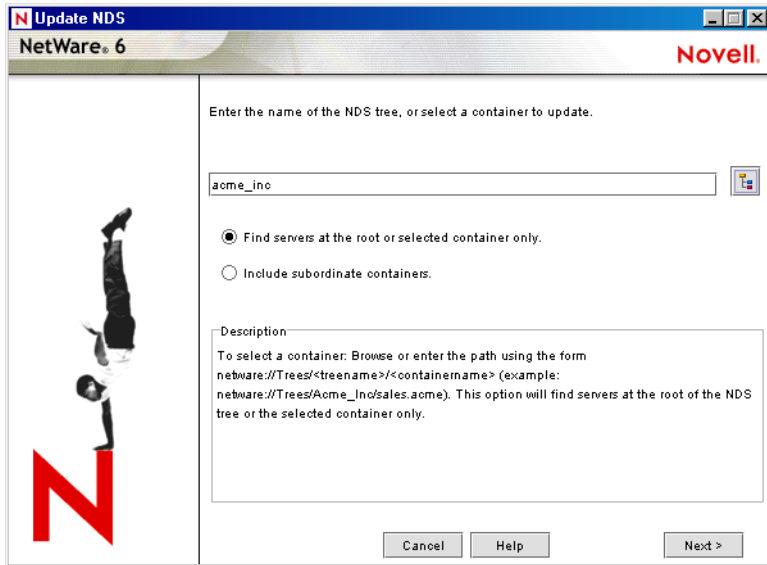 Update NDS
NetWare® 6
Novell.
Enter the name of the NDS tree, or select a container to update.
acme_inc
Find servers at the root or selected container only.
Include subordinate containers.
Description
To select a container: Browse or enter the path using the form
netware://Trees/<treename>/<containername> (example:
netware://Trees/Acme_Inc/sales.acme). This option will find servers at the root of the NDS
tree or the selected container only.
Cancel
Help
Next >